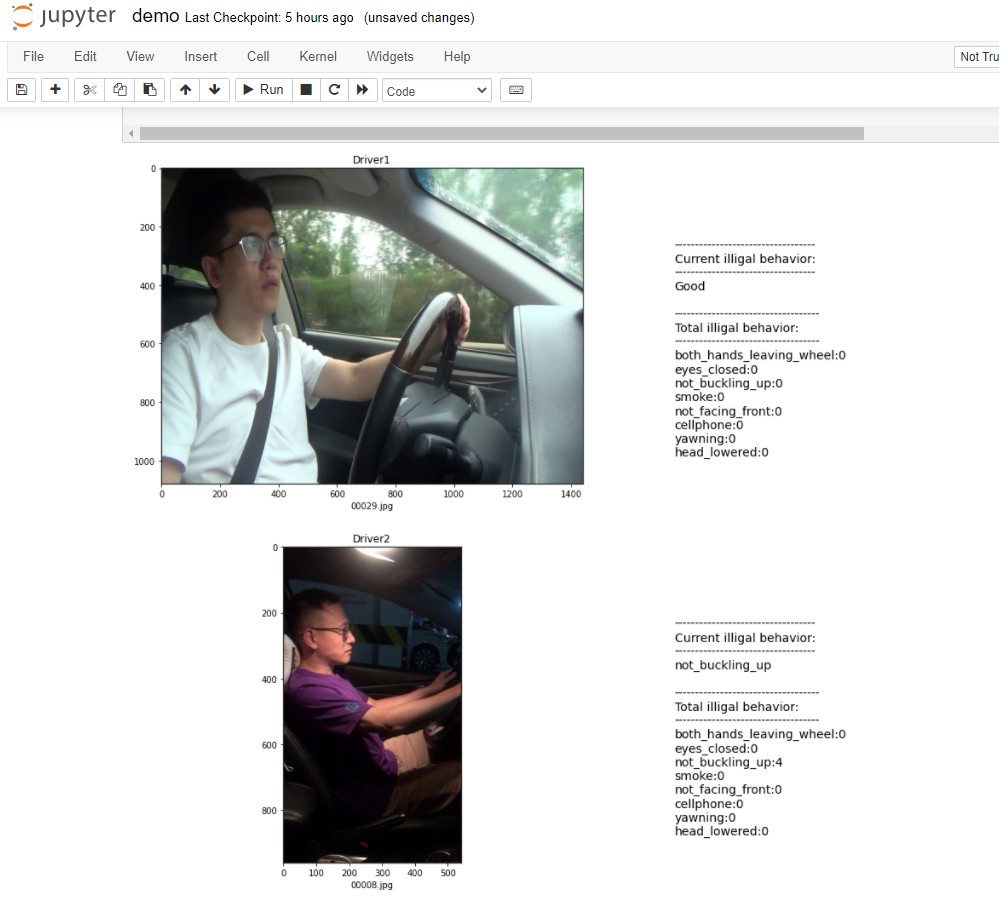 jupyter demo Last Checkpoint: 5 hours ago (unsaved changes)
File Edit View Insert Cell Kernel Widgets Help Not Tru
Run Code
Driver1
0
200
400
600
800
1000
0 200 400 600 800 1000 1200 1400
00029.jpg
----------------------------------
Current illigal behavior:
----------------------------------
Good
-----------------------------------
Total illigal behavior:
-----------------------------------
both_hands_leaving_wheel:0
eyes_closed:0
not_buckling_up:0
smoke:0
not_facing_front:0
cellphone:0
yawning:0
head_lowered:0
Driver2
0
200
400
600
800
0 100 200 300 400 500
00008.jpg
----------------------------------
Current illigal behavior:
----------------------------------
not_buckling_up
-----------------------------------
Total illigal behavior:
-----------------------------------
both_hands_leaving_wheel:0
eyes_closed:0
not_buckling_up:4
smoke:0
not_facing_front:0
cellphone:0
yawning:0
head_lowered:0